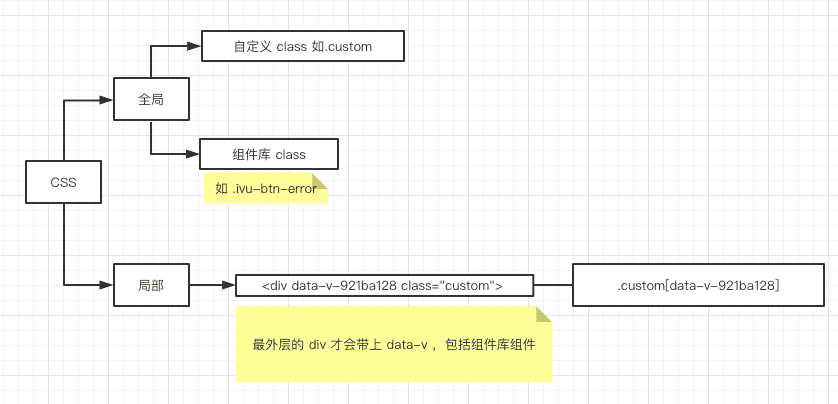 自定义 class 如.custom
全局
组件库 class
如 .ivu-btn-error
CSS
局部
<div data-v-921ba128 class="custom">
.custom[data-v-921ba128]
最外层的 div 才会带上 data-v ，包括组件库组件